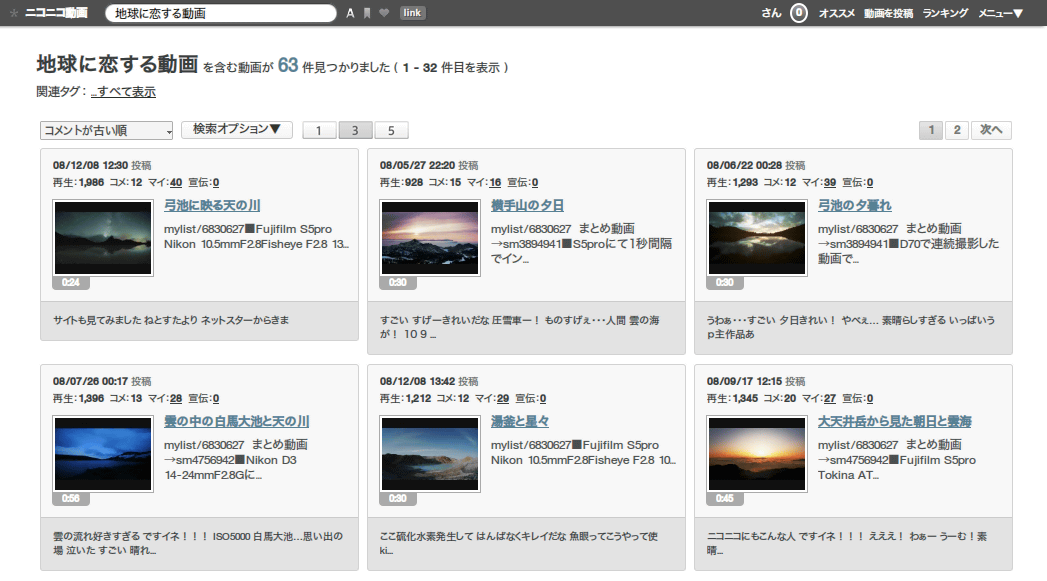 ニコニコ動画 地球に恋する動画 A link さん 0 オススメ 動画を投稿 ランキング メニュー▼
地球に恋する動画 を含む動画が 63 件見つかりました ( 1 - 32 件目を表示 )
関連タグ： ...すべて表示
コメントが古い順 検索オプション▼ 1 3 5 1 2 次へ
08/12/08 12:30 投稿
再生：1,986 コメ：12 マイ：40 宣伝：0
弓池に映る天の川
mylist/6830627■Fujifilm S5pro
Nikon 10.5mmF2.8Fisheye F2.8 13...
0:24
サイトも見てみました ねとすたより ネットスターからきま
08/05/27 22:20 投稿
再生：928 コメ：15 マイ：16 宣伝：0
横手山の夕日
mylist/6830627 まとめ動画
→sm3894941■S5proにて1秒間隔
でイン...
0:30
すごい すげーきれいだな 圧雪車ー！ ものすげぇ・・・人間 雲の海
が！ 10 9 ...
08/06/22 00:28 投稿
再生：1,293 コメ：12 マイ：39 宣伝：0
弓池の夕暮れ
mylist/6830627 まとめ動画
→sm3894941■D70で連続撮影した
動画で...
0:30
うわぁ・・・すごい 夕日きれい！ やべぇ... 素晴らしすぎる いっぱいう
p主作品あ
08/07/26 00:17 投稿
再生：1,396 コメ：13 マイ：28 宣伝：0
雲の中の白馬大池と天の川
mylist/6830627 まとめ動画
→sm4756942■Nikon D3
14-24mmF2.8Gに...
0:56
雲の流れ好きすぎる ですイネ！！！ ISO5000 白馬大池...思い出の
場 泣いた すごい 晴れ...
08/12/08 13:42 投稿
再生：1,212 コメ：12 マイ：29 宣伝：0
湯釜と星々
mylist/6830627■Fujifilm S5pro
Nikon 10.5mmF2.8Fisheye F2.8 10...
0:30
ここ硫化水素発生して はんぱなくキレイだな 魚眼ってこうやって使
ki...
08/09/17 12:15 投稿
再生：1,345 コメ：20 マイ：27 宣伝：0
大天井岳から見た朝日と雲海
mylist/6830627 まとめ動画
→sm4756942■Fujifilm S5pro
Tokina AT...
0:45
ニコニコにもこんな人 ですイネ！！！ えええ！ わぁー うーむ！素
晴...